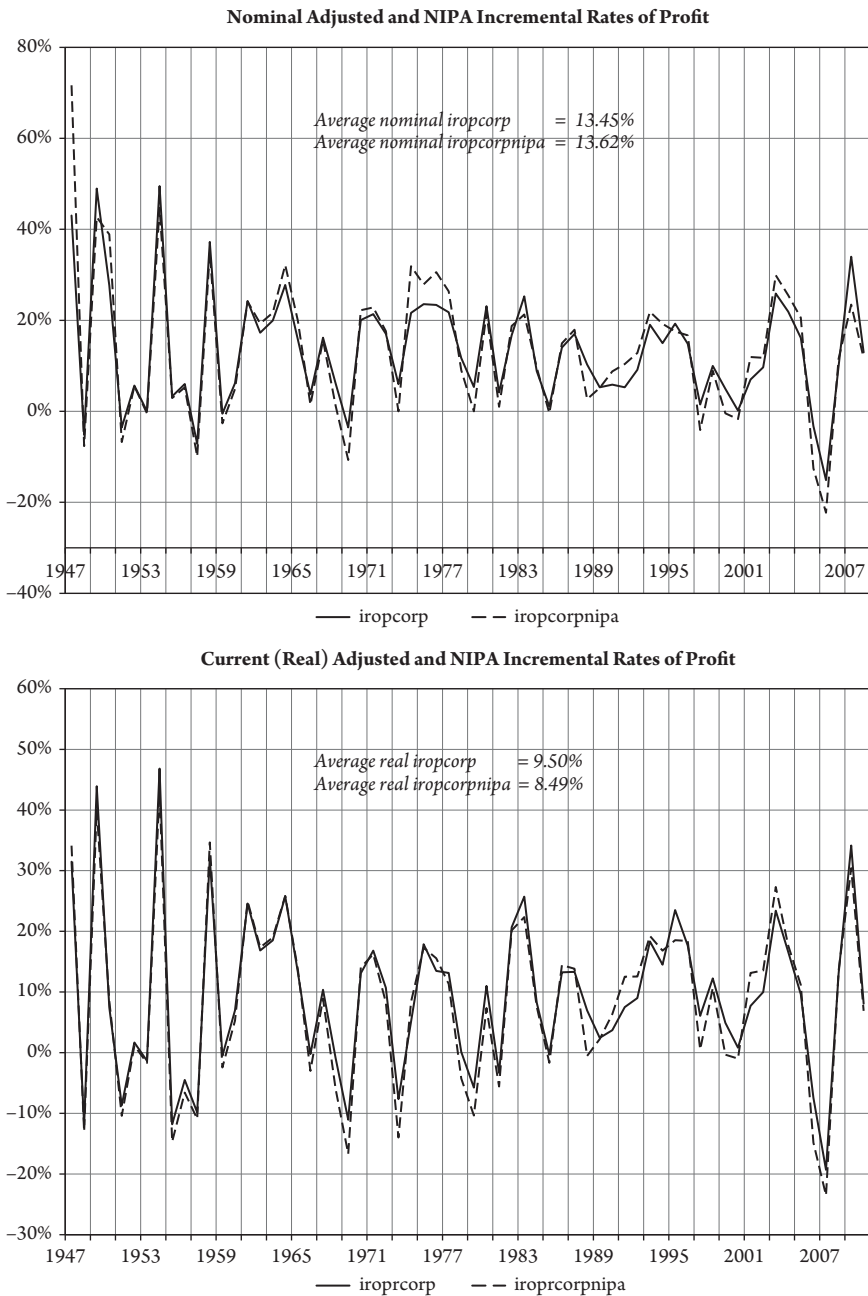 Nominal Adjusted and NIPA Incremental Rates of Profit
80%
60%
40%
20%
0%
–20%
–40%
Average nominal iropcorp = 13.45%
Average nominal iropcorpnipa = 13.62%
1947 1953 1959 1965 1971 1977 1983 1989 1995 2001 2007
iropcorp iropcorpnipa
Current (Real) Adjusted and NIPA Incremental Rates of Profit
60%
50%
40%
30%
20%
10%
0%
–10%
–20%
–30%
Average real iropcorp = 9.50%
Average real iropcorpnipa = 8.49%
1947 1953 1959 1965 1971 1977 1983 1989 1995 2001 2007
iroprcorp iroprcorpnipa